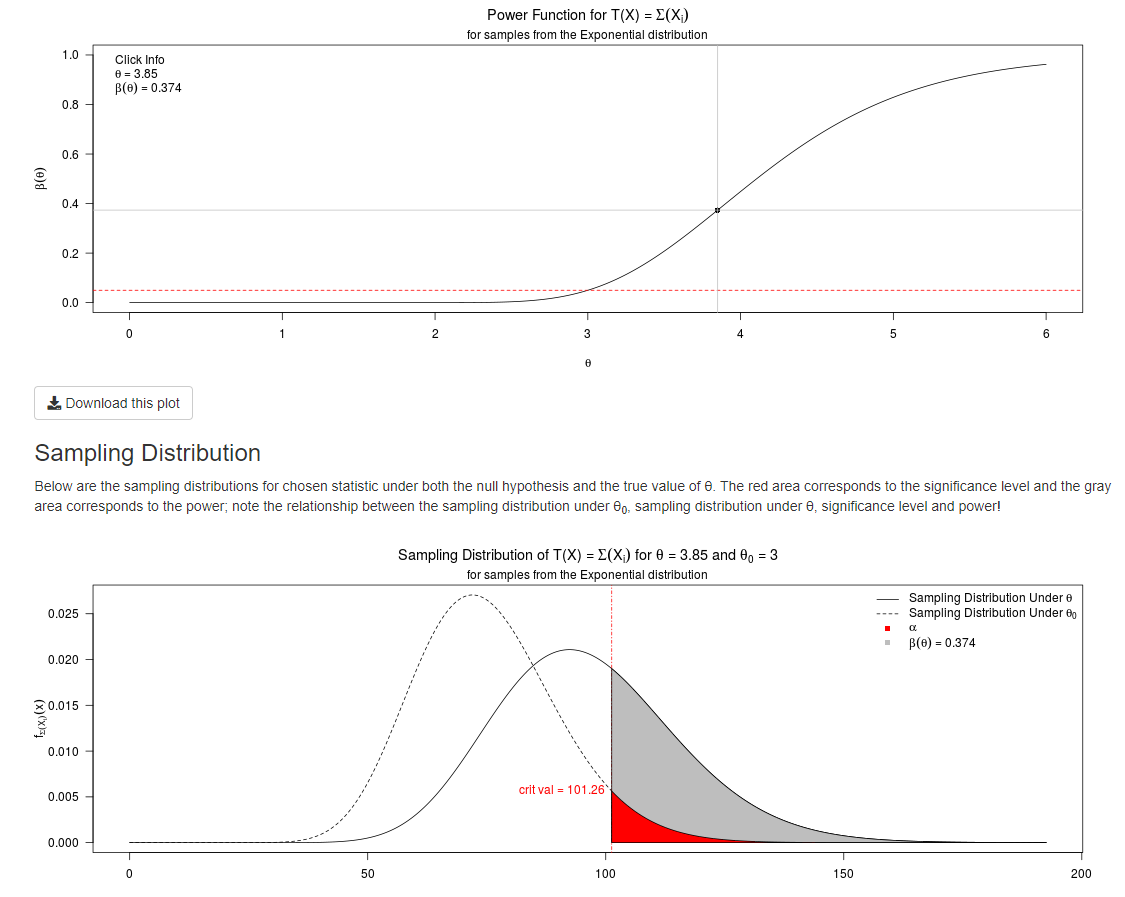 Power Function for T(X) = Σ(Xᵢ)
for samples from the Exponential distribution
Click Info
θ = 3.85
β(θ) = 0.374
1.0
0.8
0.6
0.4
0.2
0.0
β(θ)
0 1 2 3 4 5 6
θ
Download this plot
Sampling Distribution
Below are the sampling distributions for chosen statistic under both the null hypothesis and the true value of θ. The red area corresponds to the significance level and the gray
area corresponds to the power; note the relationship between the sampling distribution under θ₀, sampling distribution under θ, significance level and power!
Sampling Distribution of T(X) = Σ(Xᵢ) for θ = 3.85 and θ₀ = 3
for samples from the Exponential distribution
Sampling Distribution Under θ
Sampling Distribution Under θ₀
α
β(θ) = 0.374
0.025
0.020
0.015
0.010
0.005
0.000
f_Σ(Xᵢ)(x)
crit val = 101.26
0 50 100 150 200